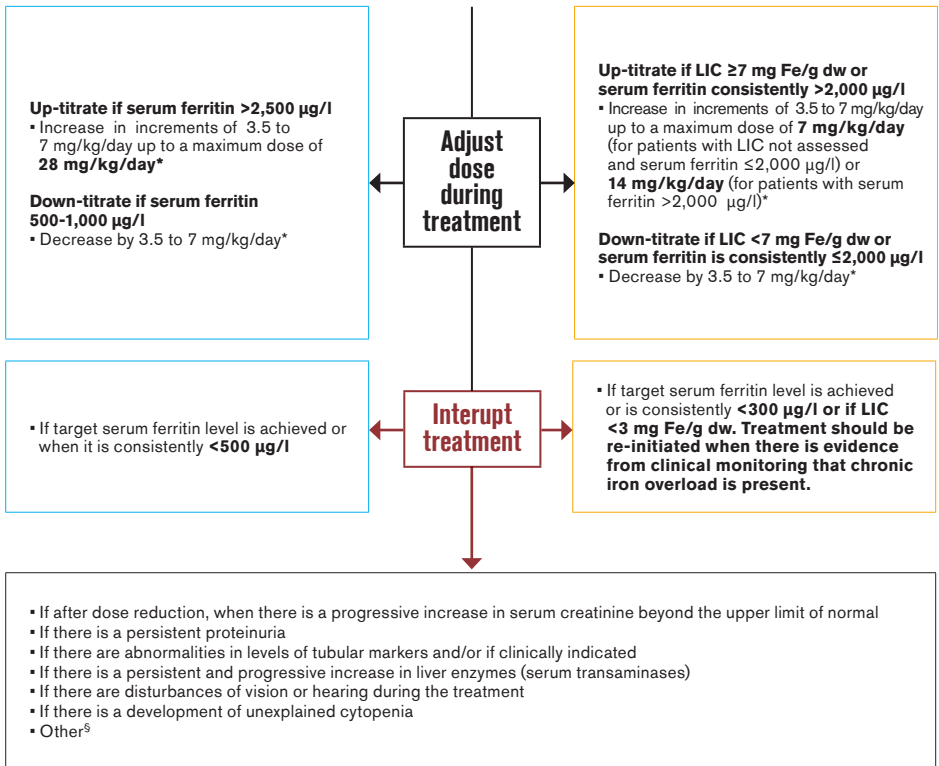 Up-titrate if serum ferritin >2,500 µg/l
▪ Increase in increments of 3.5 to
7 mg/kg/day up to a maximum dose of
28 mg/kg/day*
Down-titrate if serum ferritin
500-1,000 µg/l
▪ Decrease by 3.5 to 7 mg/kg/day*
Adjust
dose
during
treatment
Up-titrate if LIC ≥7 mg Fe/g dw or
serum ferritin consistently >2,000 µg/l
▪ Increase in increments of 3.5 to 7 mg/kg/day
up to a maximum dose of 7 mg/kg/day
(for patients with LIC not assessed
and serum ferritin ≤2,000 µg/l) or
14 mg/kg/day (for patients with serum
ferritin >2,000 µg/l)*
Down-titrate if LIC <7 mg Fe/g dw or
serum ferritin is consistently ≤2,000 µg/l
▪ Decrease by 3.5 to 7 mg/kg/day*
▪ If target serum ferritin level is achieved or
when it is consistently <500 µg/l
Interupt
treatment
▪ If target serum ferritin level is achieved
or is consistently <300 µg/l or if LIC
<3 mg Fe/g dw. Treatment should be
re-initiated when there is evidence
from clinical monitoring that chronic
iron overload is present.
▪ If after dose reduction, when there is a progressive increase in serum creatinine beyond the upper limit of normal
▪ If there is a persistent proteinuria
▪ If there are abnormalities in levels of tubular markers and/or if clinically indicated
▪ If there is a persistent and progressive increase in liver enzymes (serum transaminases)
▪ If there are disturbances of vision or hearing during the treatment
▪ If there is a development of unexplained cytopenia
▪ Other§